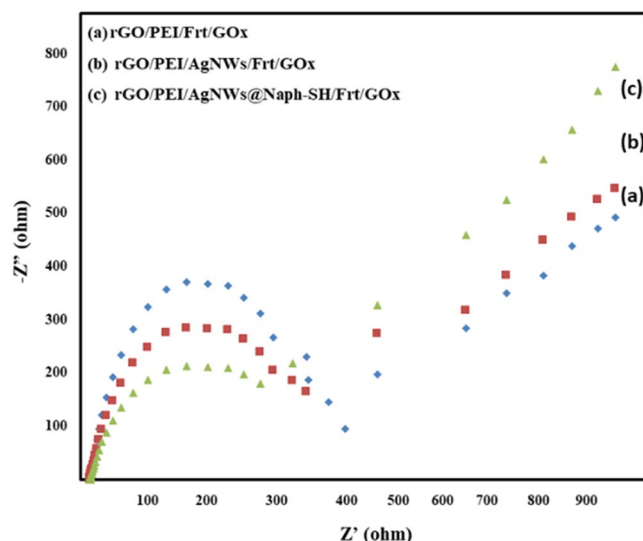 (a) rGO/PEI/Frt/GOx
(b) rGO/PEI/AgNWs/Frt/GOx
(c) rGO/PEI/AgNWs@Naph-SH/Frt/GOx
800
700
600
500
400
300
200
100
-Z” (ohm)
(c)
(b)
(a)
100 200 300 400 500 600 700 800 900
Z’ (ohm)